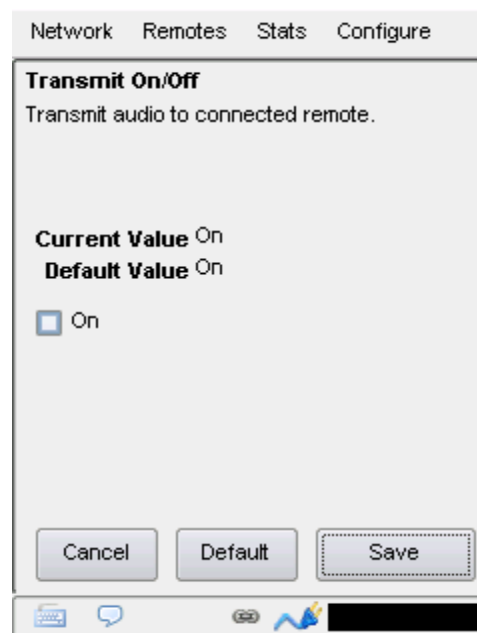 Network Remotes Stats Configure
Transmit On/Off
Transmit audio to connected remote.
Current Value On
Default Value On
On
Cancel Default Save